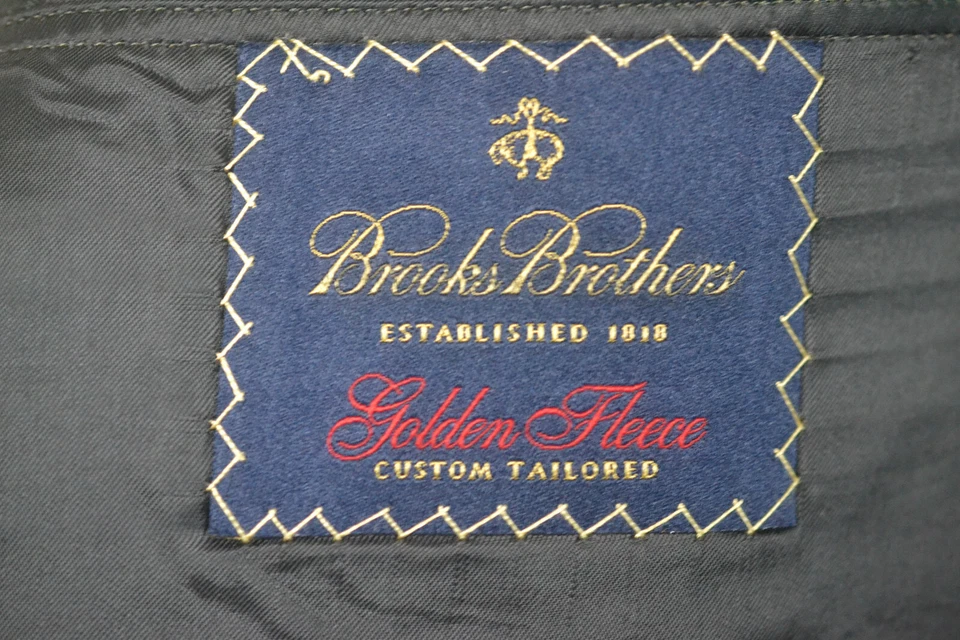 Brooks Brothers
ESTABLISHED 1818
Golden Fleece
CUSTOM TAILORED